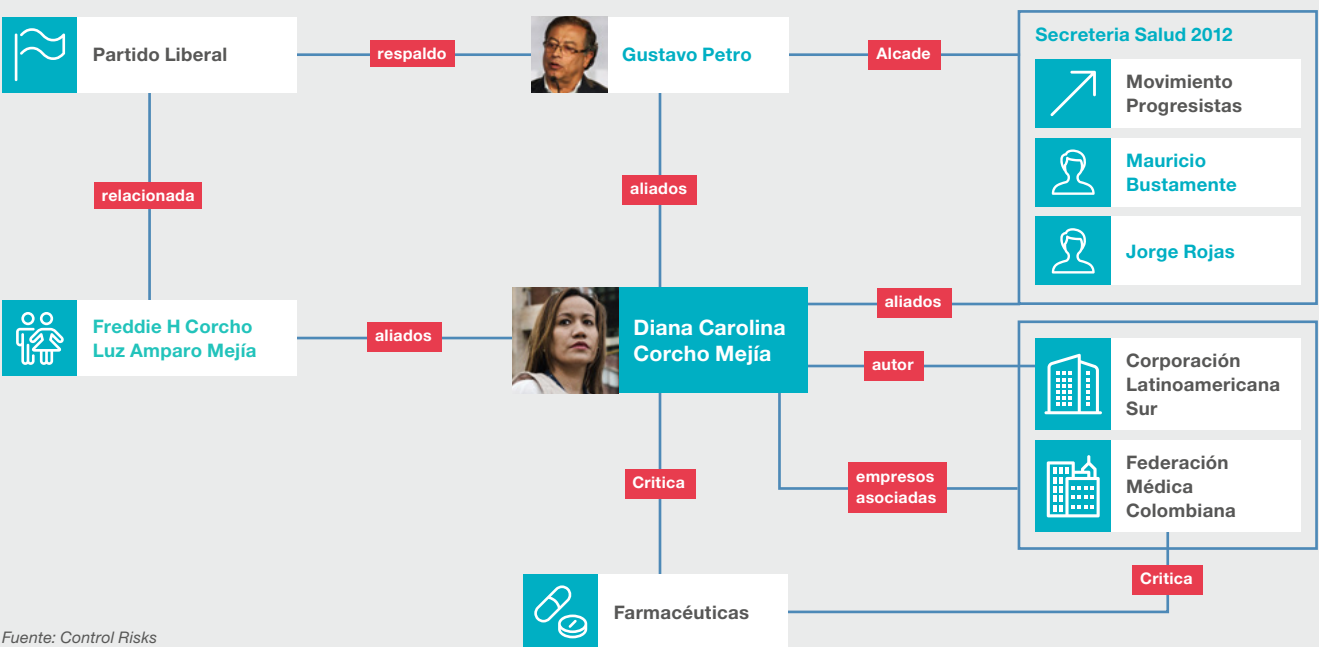 Partido Liberal
respaldo
Gustavo Petro
Alcade
Secreteria Salud 2012
Movimiento
Progresistas
Mauricio
Bustamente
Jorge Rojas
relacionada
aliados
Freddie H Corcho
Luz Amparo Mejía
aliados
Diana Carolina
Corcho Mejía
aliados
autor
Corporación
Latinoamericana
Sur
empresos
asociadas
Federación
Médica
Colombiana
Critica
Critica
Farmacéuticas
Fuente: Control Risks